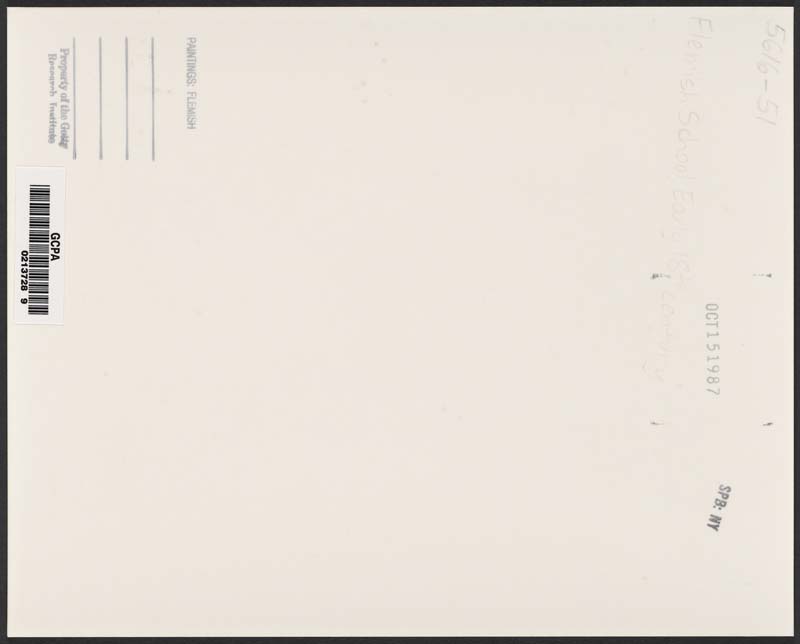 5616-51
Flemish School Early 18th century
OCT 15 1987
SPB: NY
PAINTINGS: FLEMISH
Property of the Getty
Research Institute
GCPA
0213728 9